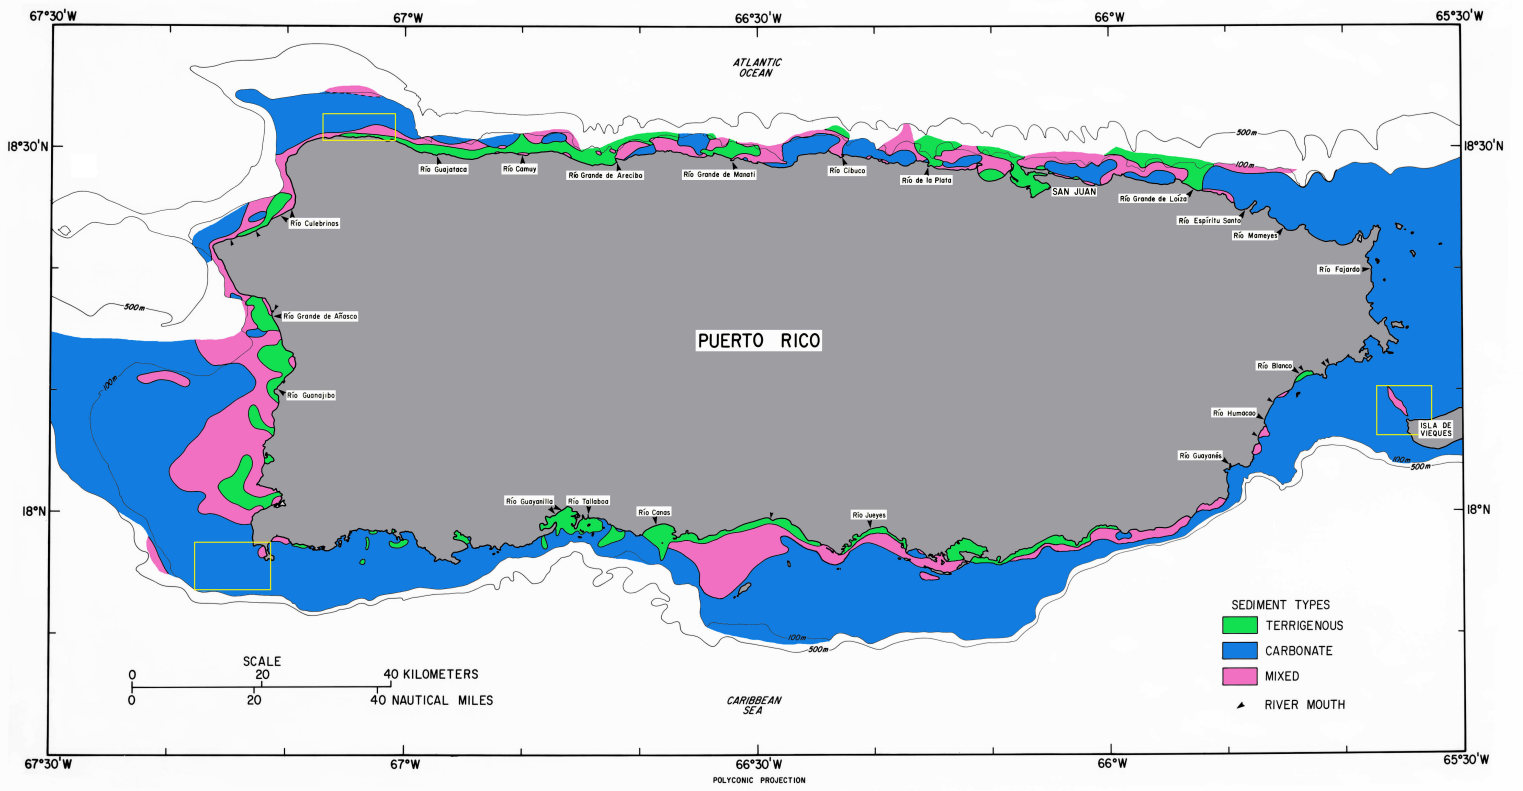 67°30'W
67°W
66°30'W
66°W
65°30'W
ATLANTIC
OCEAN
500m
18°30'N
18°30'N
100m
Río Guajataca
Río Camuy
Río Grande de Arecibo
Río Grande de Manatí
Río Cibuco
Río de la Plata
SAN JUAN
Río Grande de Loíza
Río Espíritu Santo
Río Mameyes
Río Culebrinas
Río Fajardo
500m
Río Grande de Añasco
PUERTO RICO
Río Blanco
100m
Río Guanajibo
Río Humacao
ISLA DE
VIEQUES
Río Guayanés
100m
500m
18°N
18°N
Río Guayanilla
Río Tallaboa
Río Canas
Río Jueyes
100m
500m
SEDIMENT TYPES
TERRIGENOUS
CARBONATE
MIXED
RIVER MOUTH
SCALE
0 20 40 KILOMETERS
0 20 40 NAUTICAL MILES
CARIBBEAN
SEA
67°30'W
67°W
66°30'W
66°W
65°30'W
POLYCONIC PROJECTION